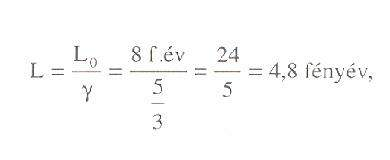 L = L₀/γ = 8 f.év/(5/3) = 24/5 = 4,8 fényév,